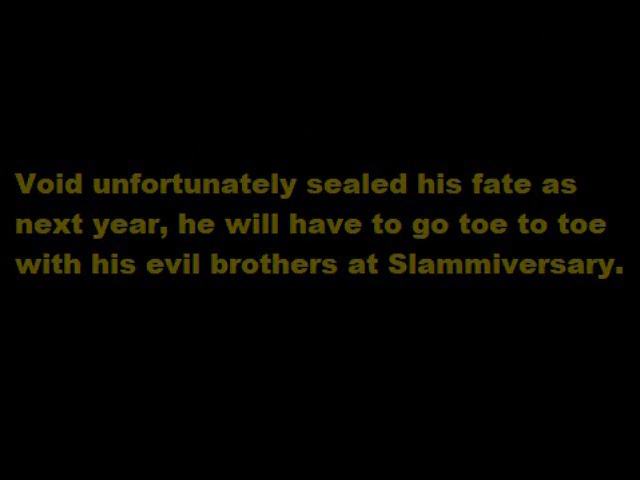 Void unfortunately sealed his fate as
next year, he will have to go toe to toe
with his evil brothers at Slammiversary.